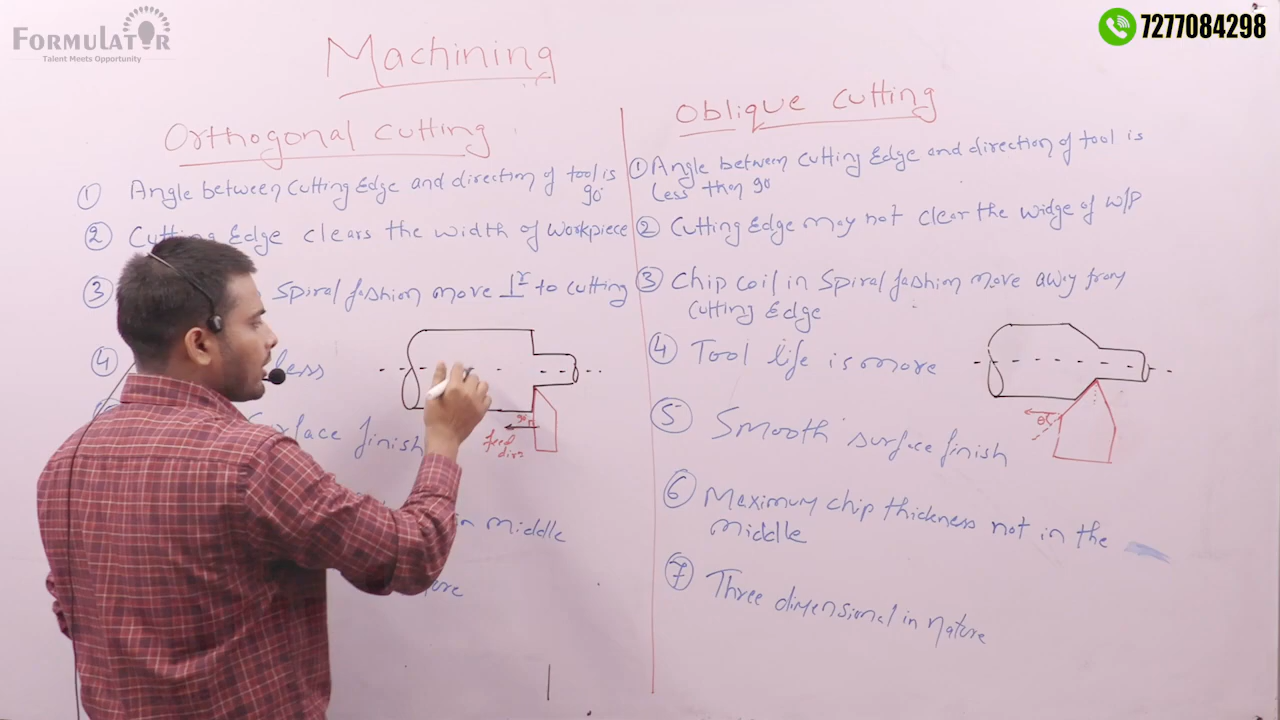 FORMULATOR
Talent Meets Opportunity
7277084298
Machining
Orthogonal cutting
① Angle between cutting Edge and direction of tool is
90°
② Cutting Edge clears the width of workpiece
③ Spiral fashion move ⊥r to cutting
④ less
surface finish
in middle
90
feed
dirn
Oblique cutting
① Angle between cutting Edge and direction of tool is
less than 90
② Cutting Edge may not clear the widge of w/p
③ Chip coil in Spiral fashion move away from
cutting Edge
④ Tool life is more
⑤ Smooth surface finish
⑥ Maximum chip thickness not in the
middle
⑦ Three dimensional in nature
θ